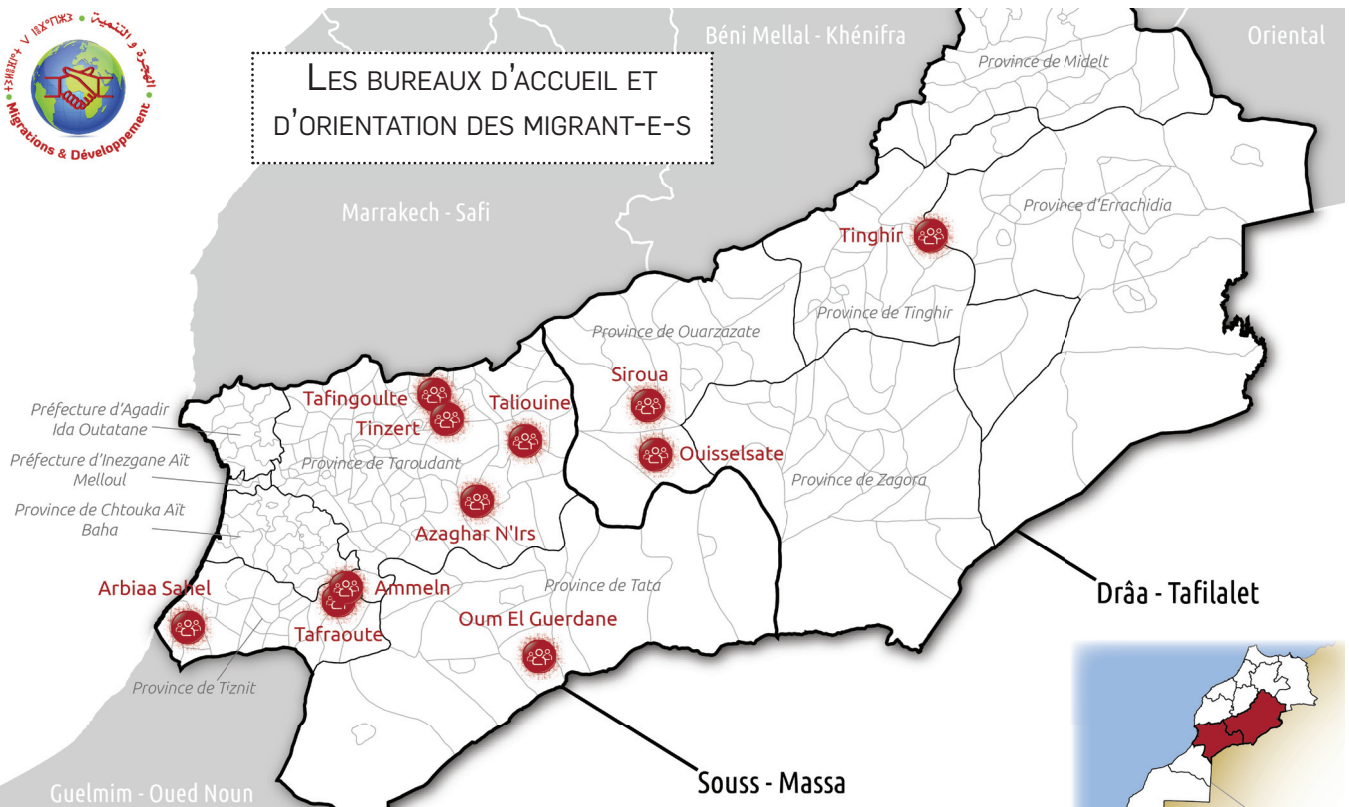 ⵜⴰⵎⵓⵏⵉ ⴷ
الهجرة و التنمية
Migrations & Développement
LES BUREAUX D'ACCUEIL ET
D'ORIENTATION DES MIGRANT-E-S
Béni Mellal - Khénifra
Oriental
Province de Midelt
Marrakech - Safi
Province d'Errachidia
Tinghir
Province de Tinghir
Province de Ouarzazate
Siroua
Tafingoulte
Taliouine
Tinzert
Préfecture d'Agadir
Ida Outatane
Ouisselsate
Province de Taroudant
Préfecture d'Inezgane Aït
Melloul
Province de Zagora
Province de Chtouka Aït
Baha
Azaghar N'Irs
Arbiaa Sahel
Ammeln
Province de Tata
Drâa - Tafilalet
Tafraoute
Oum El Guerdane
Province de Tiznit
Souss - Massa
Guelmim - Oued Noun